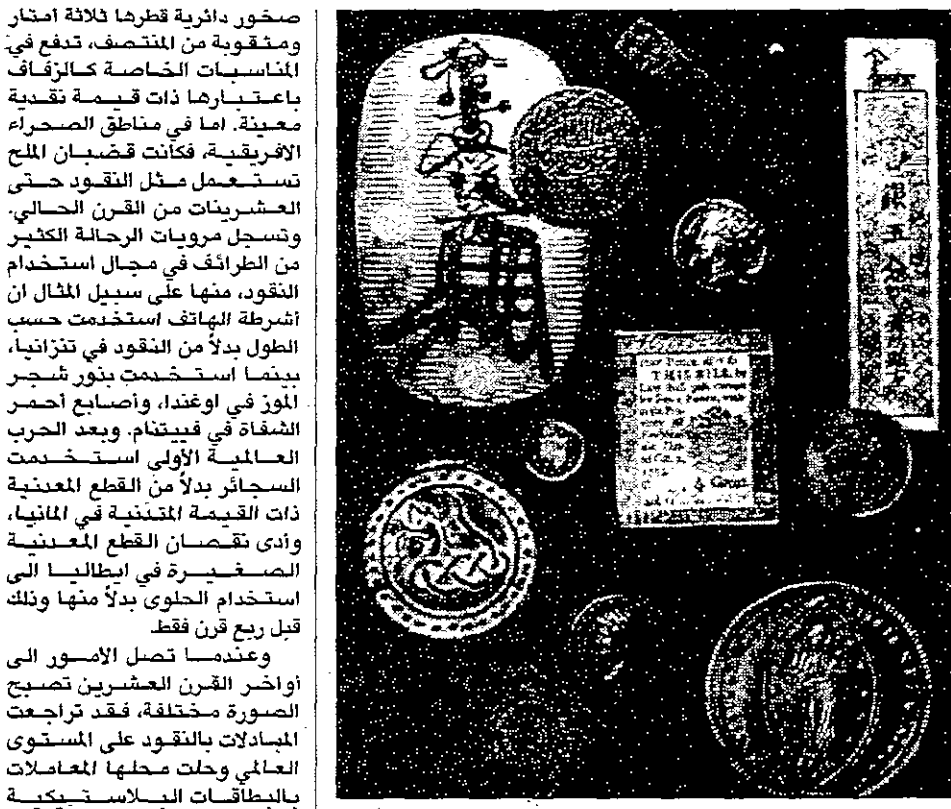 صخور دائرية قطرها ثلاثة أمتار
ومثقوبة من المنتصف، تدفع في
المناسبات الخاصة كالزفاف
باعتبارها ذات قيمة نقدية
معينة. اما في مناطق الصحراء
الافريقية، فكانت قضبان الملح
تستعمل مثل النقود حتى
العشرينات من القرن الحالي.
وتسجل مرويات الرحالة الكثير
من الطرائف في مجال استخدام
النقود، منها على سبيل المثال ان
أشرطة الهاتف استخدمت حسب
الطول بدلاً من النقود في تنزانيا،
بينما استخدمت بذور شجر
الموز في اوغندا، وأصابع أحمر
الشفاة في فييتنام. وبعد الحرب
العالمية الأولى استخدمت
السجائر بدلاً من القطع المعدنية
ذات القيمة المتدنية في المانيا،
وأدى نقصان القطع المعدنية
الصغيرة في ايطاليا الى
استخدام الحلوى بدلاً منها وذلك
قبل ربع قرن فقط.
وعندما تصل الامور الى
أواخر القرن العشرين تصبح
الصورة مختلفة، فقد تراجعت
المبادلات بالنقود على المستوى
العالمي وحلت محلها المعاملات
بالبطاقات البلاستيكية